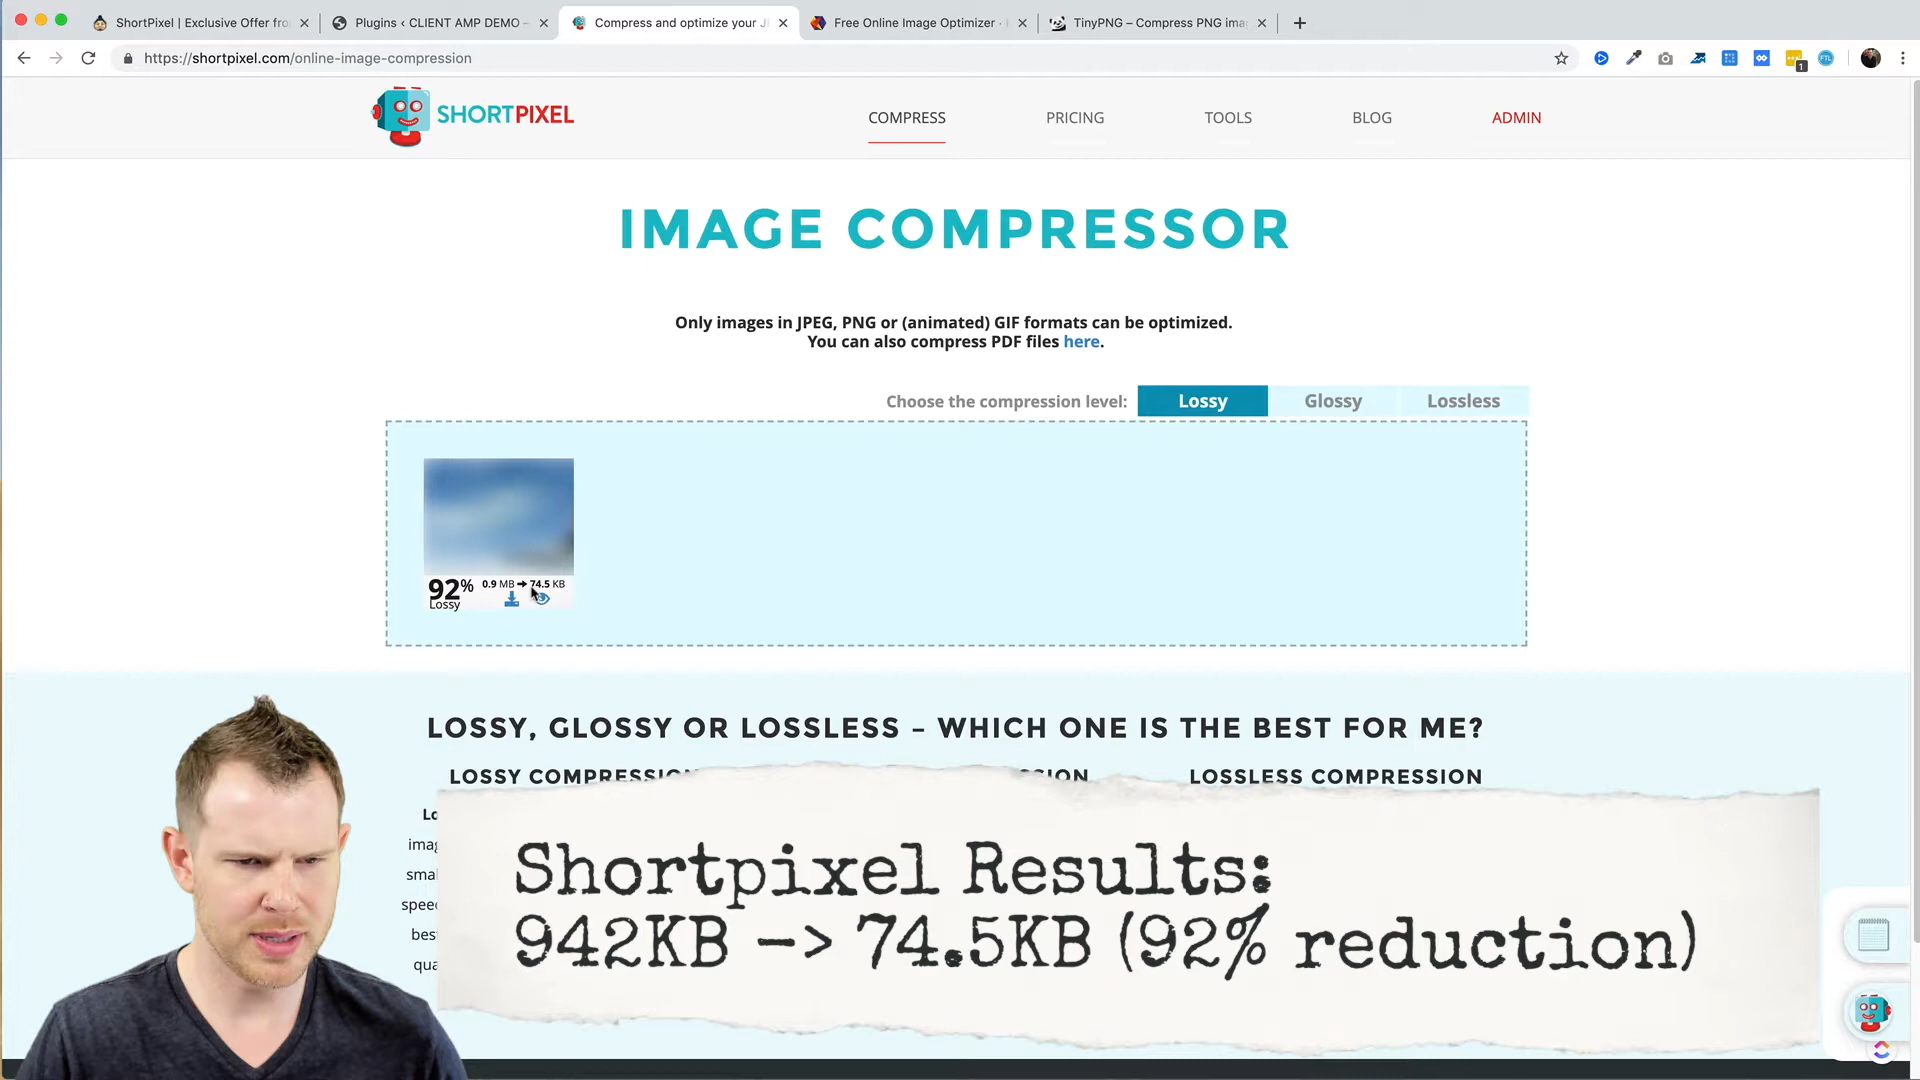 ShortPixel | Exclusive Offer fro
Plugins ‹ CLIENT AMP DEMO –
Compress and optimize your J
Free Online Image Optimizer ·
TinyPNG – Compress PNG ima
https://shortpixel.com/online-image-compression
1
FTL
SHORTPIXEL
COMPRESS
PRICING
TOOLS
BLOG
ADMIN
IMAGE COMPRESSOR
Only images in JPEG, PNG or (animated) GIF formats can be optimized.
You can also compress PDF files here.
Choose the compression level:
Lossy
Glossy
Lossless
92%
0.9 MB → 74.5 KB
Lossy
LOSSY, GLOSSY OR LOSSLESS – WHICH ONE IS THE BEST FOR ME?
LOSSY COMPRESSION
LOSSLESS COMPRESSION
Lo
imag
smal
speed
best
qua
Shortpixel Results:
942KB –> 74.5KB (92% reduction)